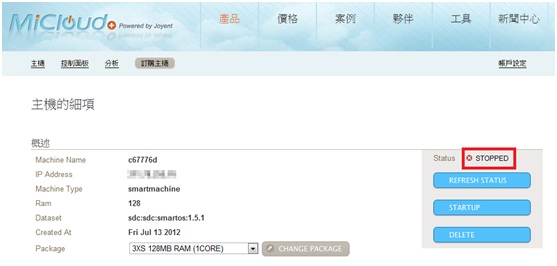 MiCloud Powered by Joyent
產品 價格 案例 夥伴 工具 新聞中心
主機 控制面板 分析 訂購主機 帳戶設定
主機的細項
概述
Machine Name c67776d
IP Address
Machine Type smartmachine
Ram 128
Dataset sdc:sdc:smartos:1.5.1
Created At Fri Jul 13 2012
Package 3XS 128MB RAM (1CORE) CHANGE PACKAGE
Status STOPPED
REFRESH STATUS
STARTUP
DELETE